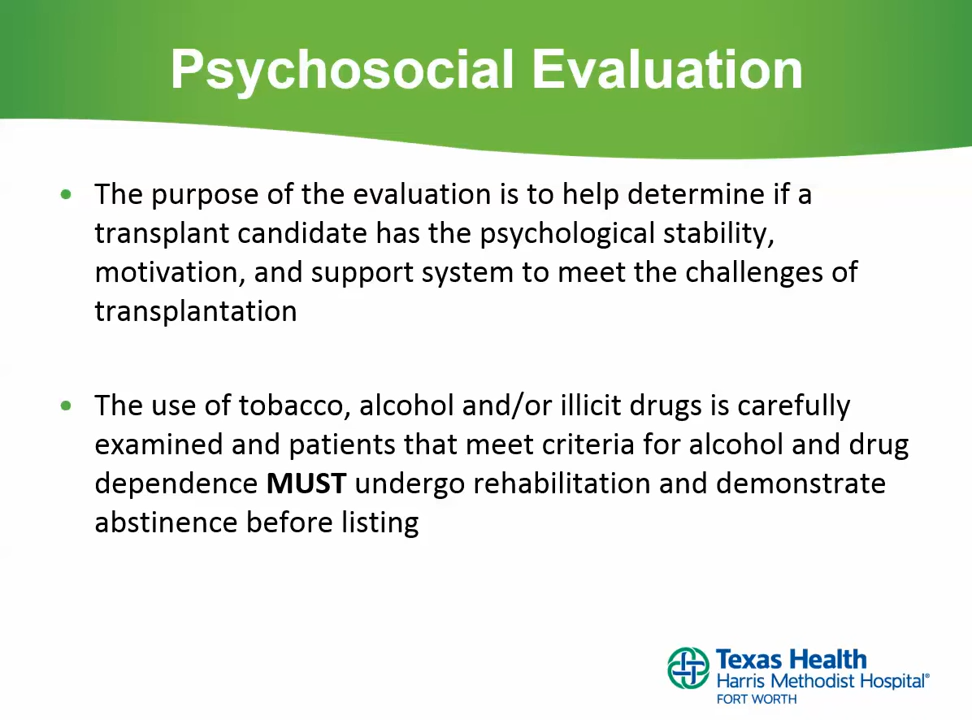 Psychosocial Evaluation
• The purpose of the evaluation is to help determine if a
transplant candidate has the psychological stability,
motivation, and support system to meet the challenges of
transplantation
• The use of tobacco, alcohol and/or illicit drugs is carefully
examined and patients that meet criteria for alcohol and drug
dependence MUST undergo rehabilitation and demonstrate
abstinence before listing
Texas Health
Harris Methodist Hospital®
FORT WORTH